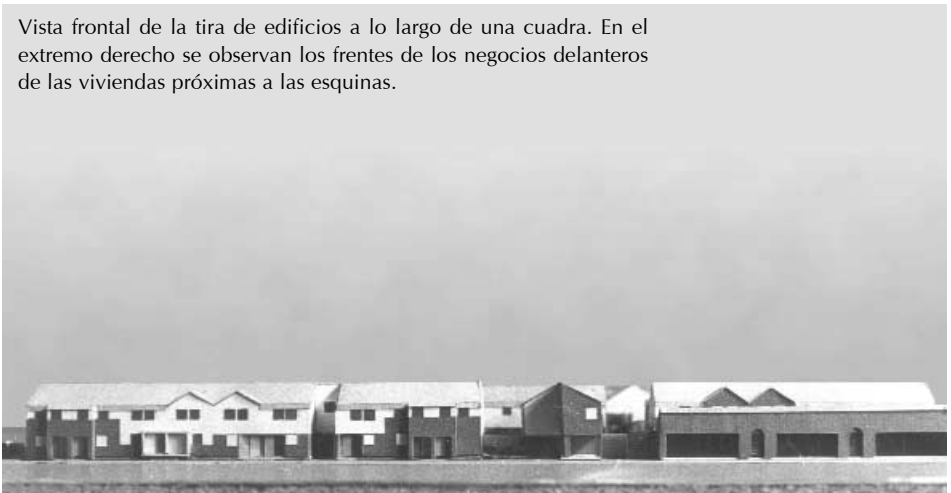 Vista frontal de la tira de edificios a lo largo de una cuadra. En el
extremo derecho se observan los frentes de los negocios delanteros
de las viviendas próximas a las esquinas.